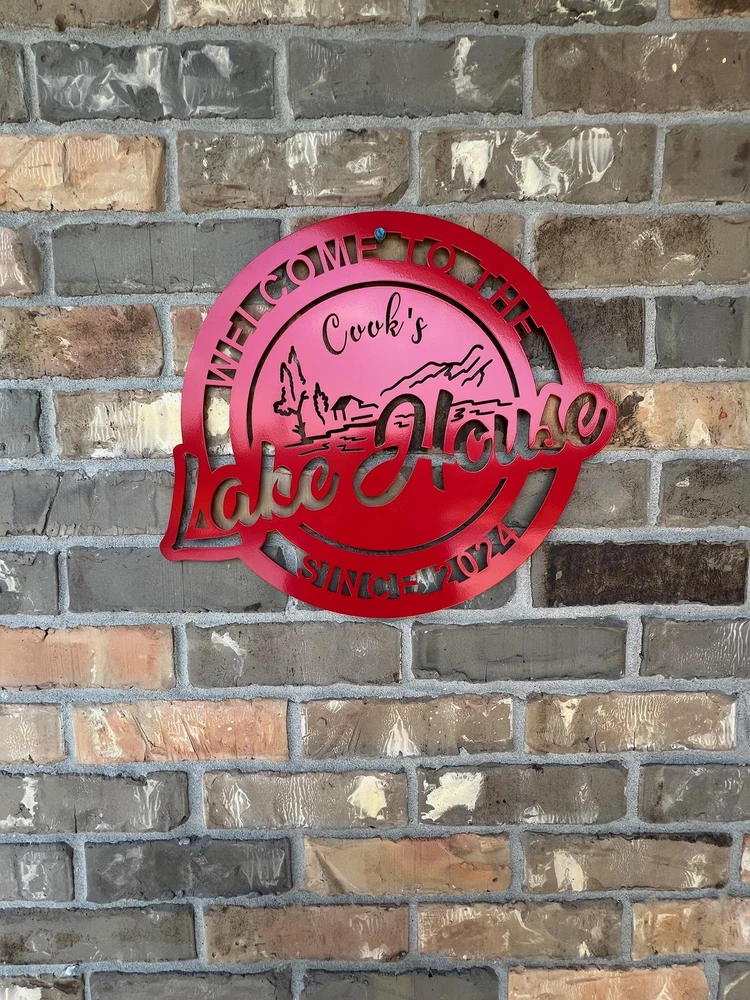 WELCOME TO THE
Cook's
Lake House
SINCE 2024